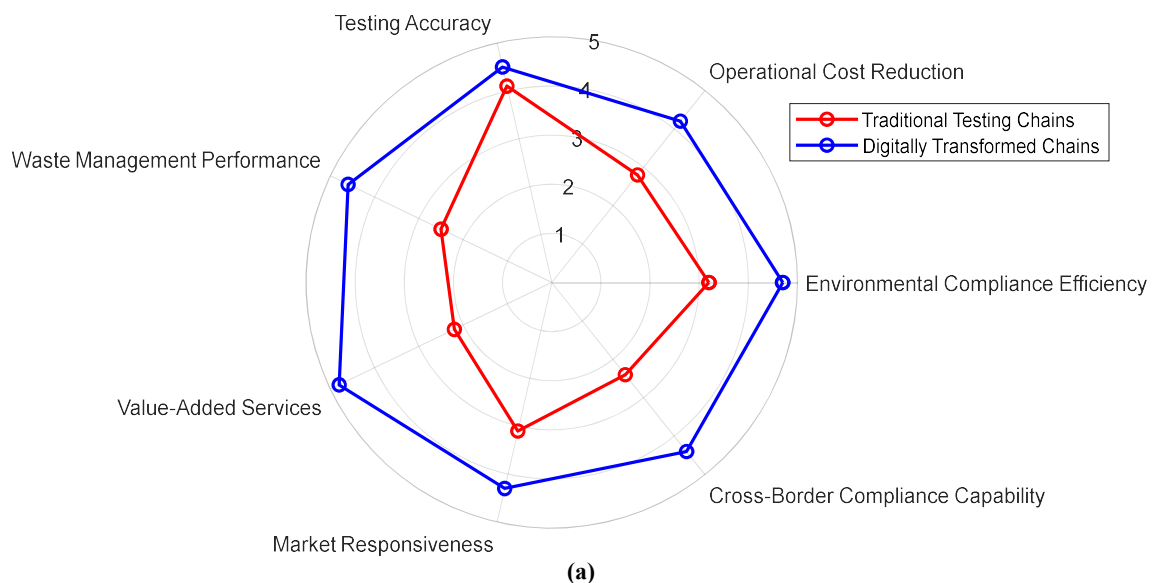 Testing Accuracy
5
Operational Cost Reduction
4
Traditional Testing Chains
Digitally Transformed Chains
3
Waste Management Performance
2
1
Environmental Compliance Efficiency
Value-Added Services
Cross-Border Compliance Capability
Market Responsiveness
(a)